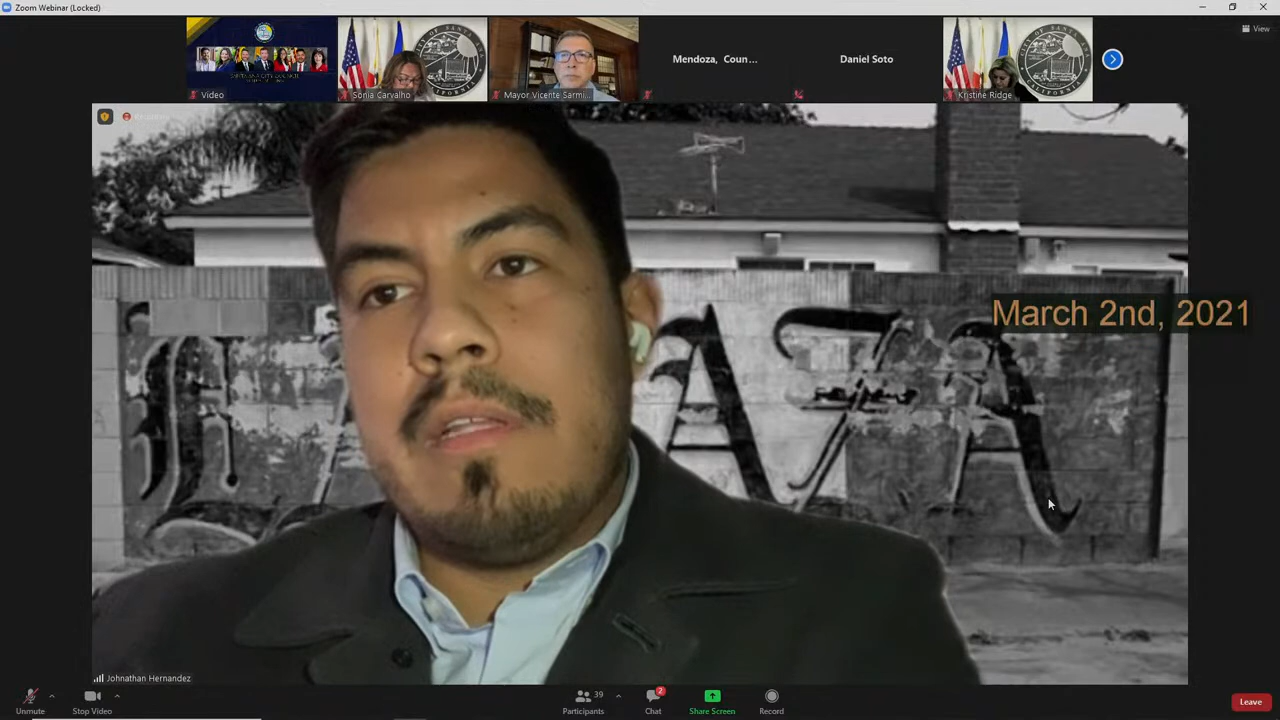 Zoom Webinar (Locked)
View
Video
Sonia Carvalho
Mayor Vicente Sarmi...
Mendoza, Coun...
Daniel Soto
Kristine Ridge
March 2nd, 2021
Johnathan Hernandez
Unmute
Stop Video
Participants
39
Chat
2
Share Screen
Record
Leave